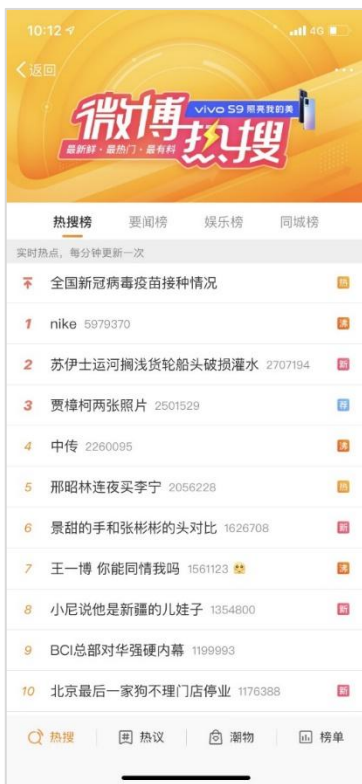 10:12
4G
返回
微博热搜
vivo S9 照亮我的美
最新鲜·最热门·最有料
热搜榜 要闻榜 娱乐榜 同城榜
实时热点，每分钟更新一次
全国新冠病毒疫苗接种情况 热
1 nike 5979370 沸
2 苏伊士运河搁浅货轮船头破损灌水 2707194 新
3 贾樟柯两张照片 2501529 荐
4 中传 2260095 沸
5 邢昭林连夜买李宁 2056228 热
6 景甜的手和张彬彬的头对比 1626708 新
7 王一博 你能同情我吗 1561123 沸
8 小尼说他是新疆的儿娃子 1354800 新
9 BCI总部对华强硬内幕 1199993
10 北京最后一家狗不理门店停业 1176388 新
热搜 # 热议 潮物 榜单